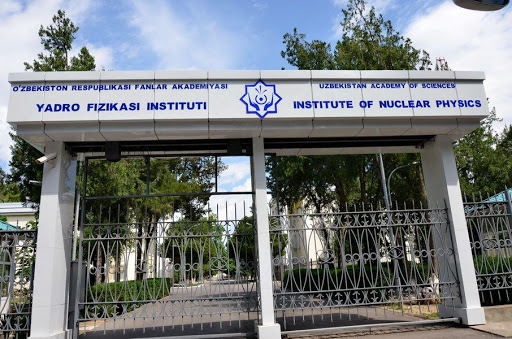 O'ZBEKISTON RESPUBLIKASI FANLAR AKADEMIYASI
YADRO FIZIKASI INSTITUTI
UZBEKISTAN ACADEMY OF SCIENCES
INSTITUTE OF NUCLEAR PHYSICS